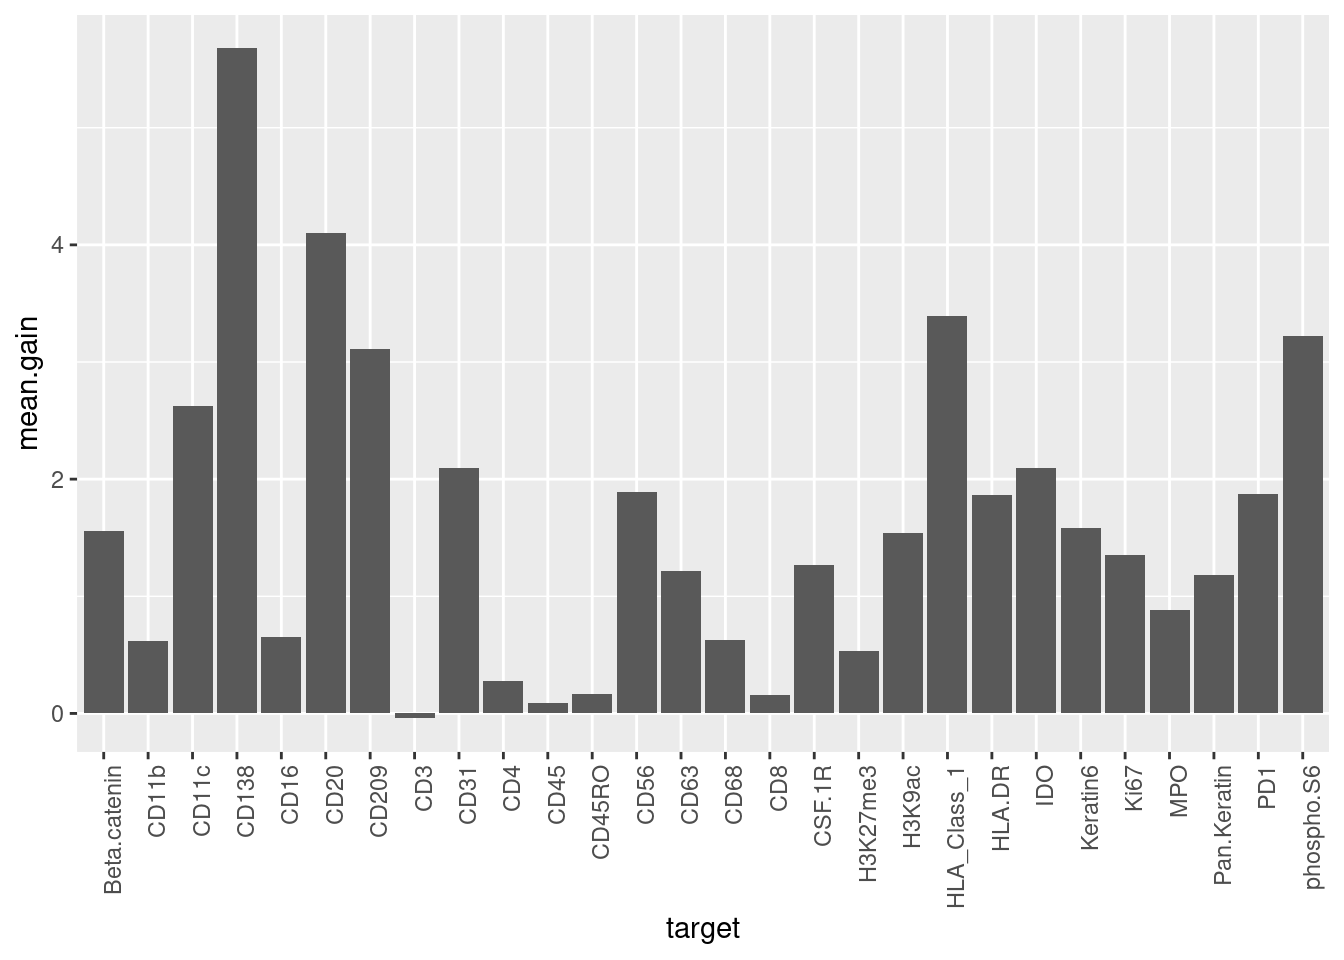 mean.gain
4
2
0
Beta.catenin
CD11b
CD11c
CD138
CD16
CD20
CD209
CD3
CD31
CD4
CD45
CD45RO
CD56
CD63
CD68
CD8
CSF.1R
H3K27me3
H3K9ac
HLA_Class_1
HLA.DR
IDO
Keratin6
Ki67
MPO
Pan.Keratin
PD1
phospho.S6
target